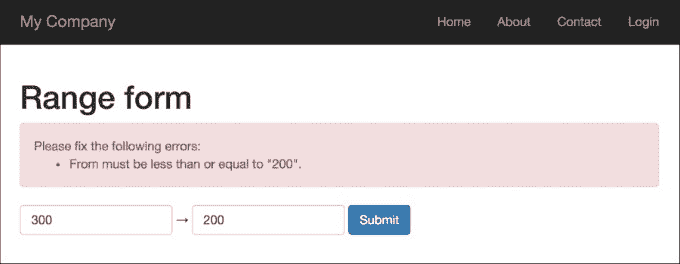 My Company Home About Contact Login
Range form
Please fix the following errors:
• From must be less than or equal to "200".
300 → 200 Submit